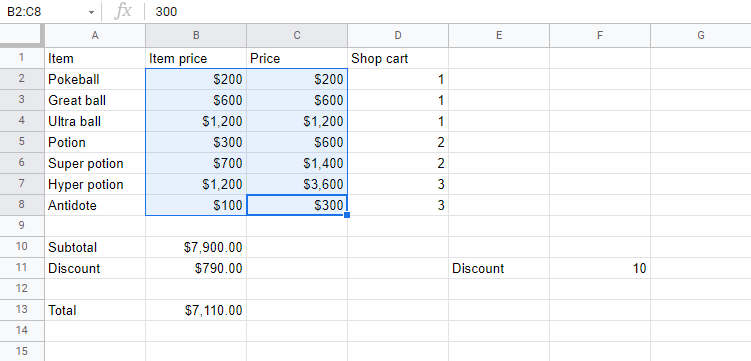 B2:C8 fx 300
A B C D E F G
1 Item Item price Price Shop cart
2 Pokeball $200 $200 1
3 Great ball $600 $600 1
4 Ultra ball $1,200 $1,200 1
5 Potion $300 $600 2
6 Super potion $700 $1,400 2
7 Hyper potion $1,200 $3,600 3
8 Antidote $100 $300 3
9
10 Subtotal $7,900.00
11 Discount $790.00 Discount 10
12
13 Total $7,110.00
14
15